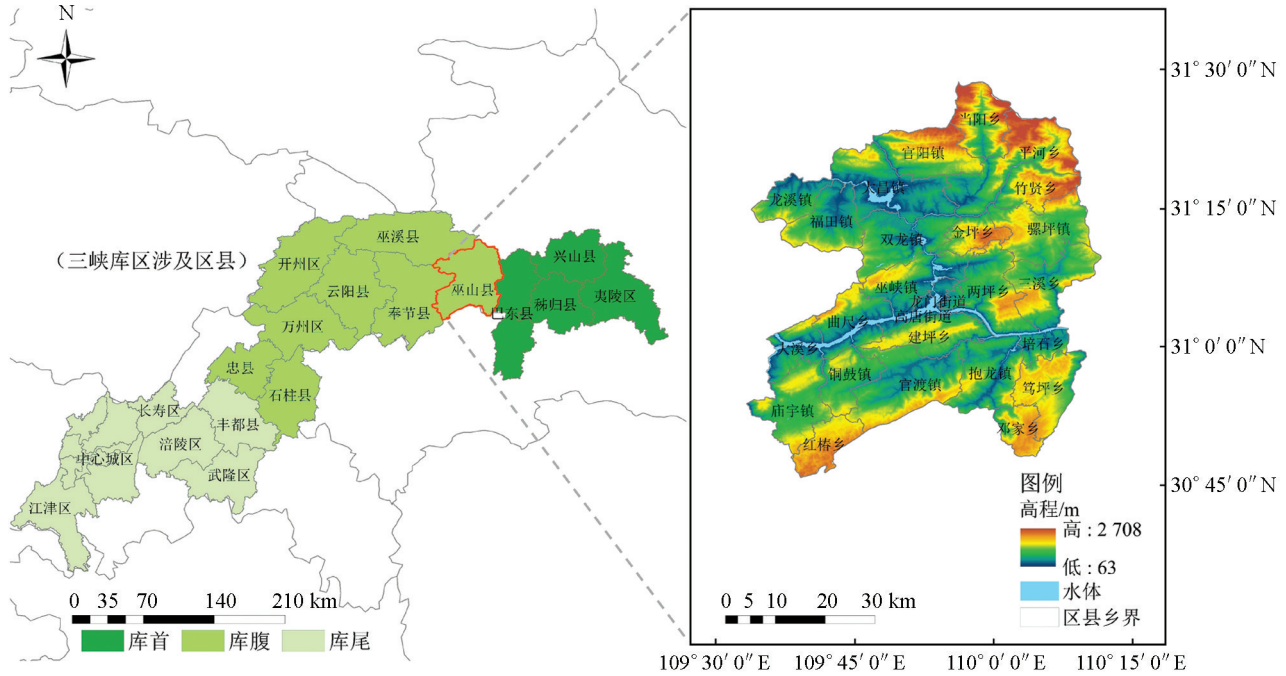 N
（三峡库区涉及区县）
巫溪县
开州区
云阳县
巫山县
奉节县
万州区
兴山县
夷陵区
秭归县
巴东县
忠县
石柱县
长寿区
丰都县
涪陵区
中心城区
武隆区
江津区
0 35 70 140 210 km
库首 库腹 库尾
当阳乡
官阳镇
平河乡
大昌镇
竹贤乡
龙溪镇
福田镇
双龙镇
金坪乡
骡坪镇
巫峡镇
两坪乡
三溪乡
龙门街道
高唐街道
曲尺乡
建坪乡
大溪乡
培石乡
铜鼓镇
官渡镇
抱龙镇
笃坪乡
庙宇镇
邓家乡
红椿乡
图例
高程/m
高：2 708
低：63
水体
区县乡界
0 5 10 20 30 km
31° 30′ 0″ N
31° 15′ 0″ N
31° 0′ 0″ N
30° 45′ 0″ N
109° 30′ 0″ E 109° 45′ 0″ E 110° 0′ 0″ E 110° 15′ 0″ E